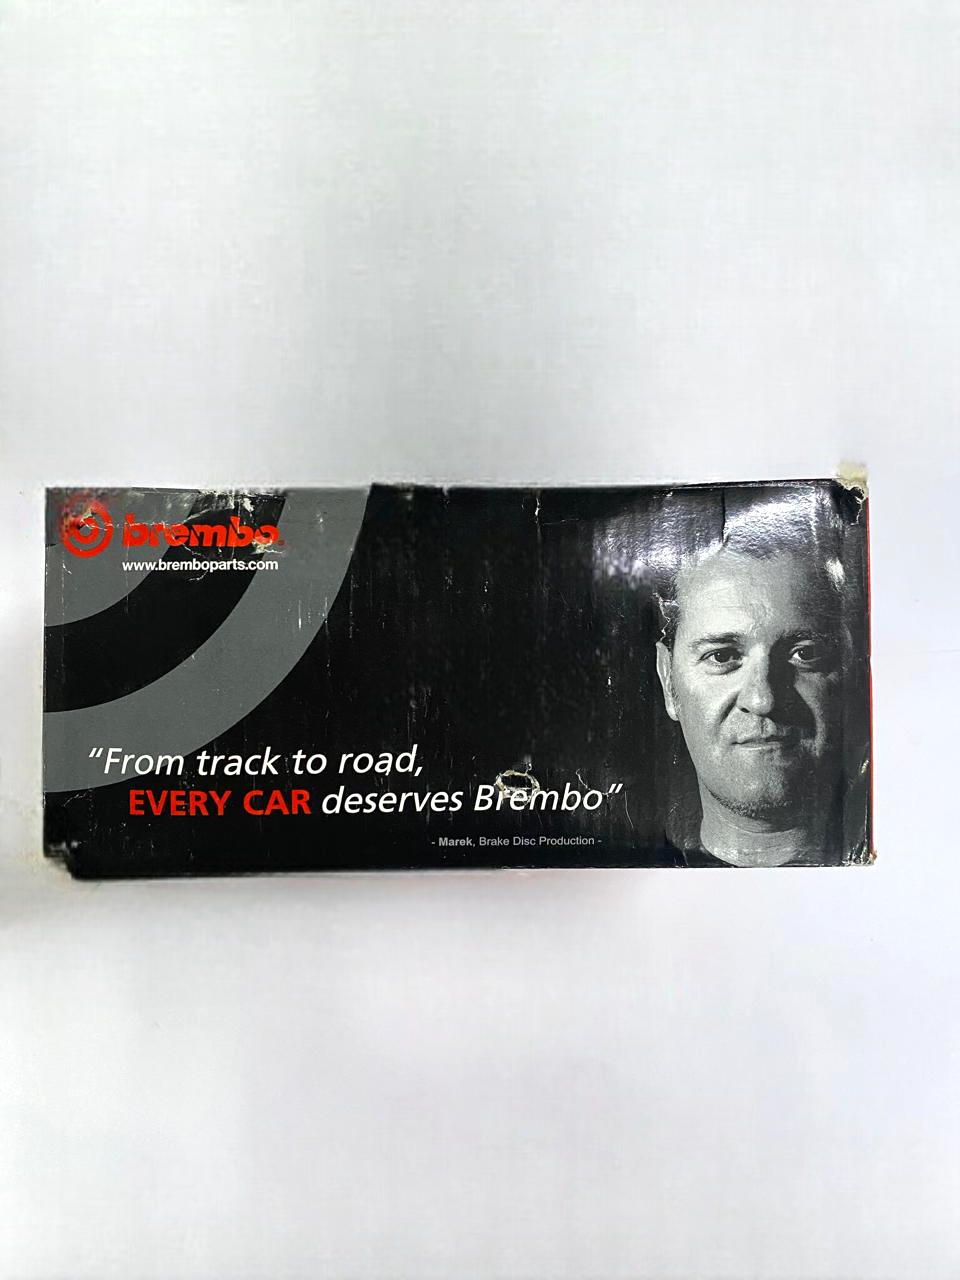 brembo.
www.bremboparts.com
“From track to road,
EVERY CAR deserves Brembo”
- Marek, Brake Disc Production -